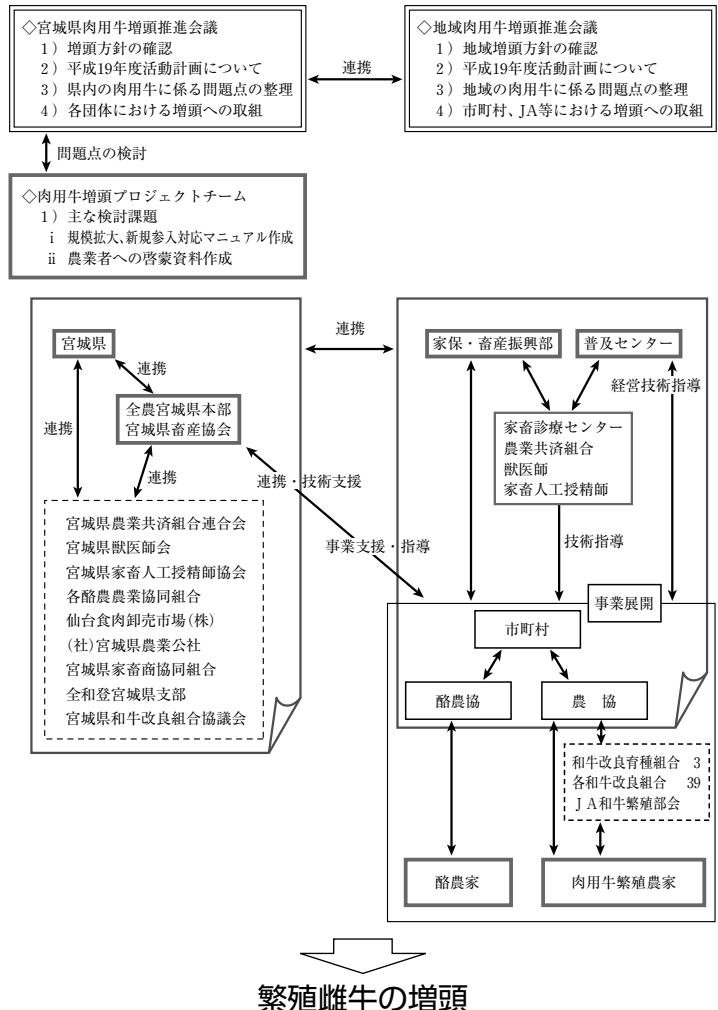 ◇宮城県肉用牛増頭推進会議
1）増頭方針の確認
2）平成19年度活動計画について
3）県内の肉用牛に係る問題点の整理
4）各団体における増頭への取組
連携
◇地域肉用牛増頭推進会議
1）地域増頭方針の確認
2）平成19年度活動計画について
3）地域の肉用牛に係る問題点の整理
4）市町村、JA等における増頭への取組
問題点の検討
◇肉用牛増頭プロジェクトチーム
1）主な検討課題
ⅰ 規模拡大、新規参入対応マニュアル作成
ⅱ 農業者への啓蒙資料作成
宮城県
連携
全農宮城県本部
宮城県畜産協会
連携
連携
宮城県農業共済組合連合会
宮城県獣医師会
宮城県家畜人工授精師協会
各酪農農業協同組合
仙台食肉卸売市場(株)
(社)宮城県農業公社
宮城県家畜商協同組合
全和登宮城県支部
宮城県和牛改良組合協議会
連携
連携・技術支援
事業支援・指導
家保・畜産振興部
普及センター
経営技術指導
家畜診療センター
農業共済組合
獣医師
家畜人工授精師
技術指導
事業展開
市町村
酪農協
農　協
和牛改良育種組合　3
各和牛改良組合　39
ＪＡ和牛繁殖部会
酪農家
肉用牛繁殖農家
繁殖雌牛の増頭